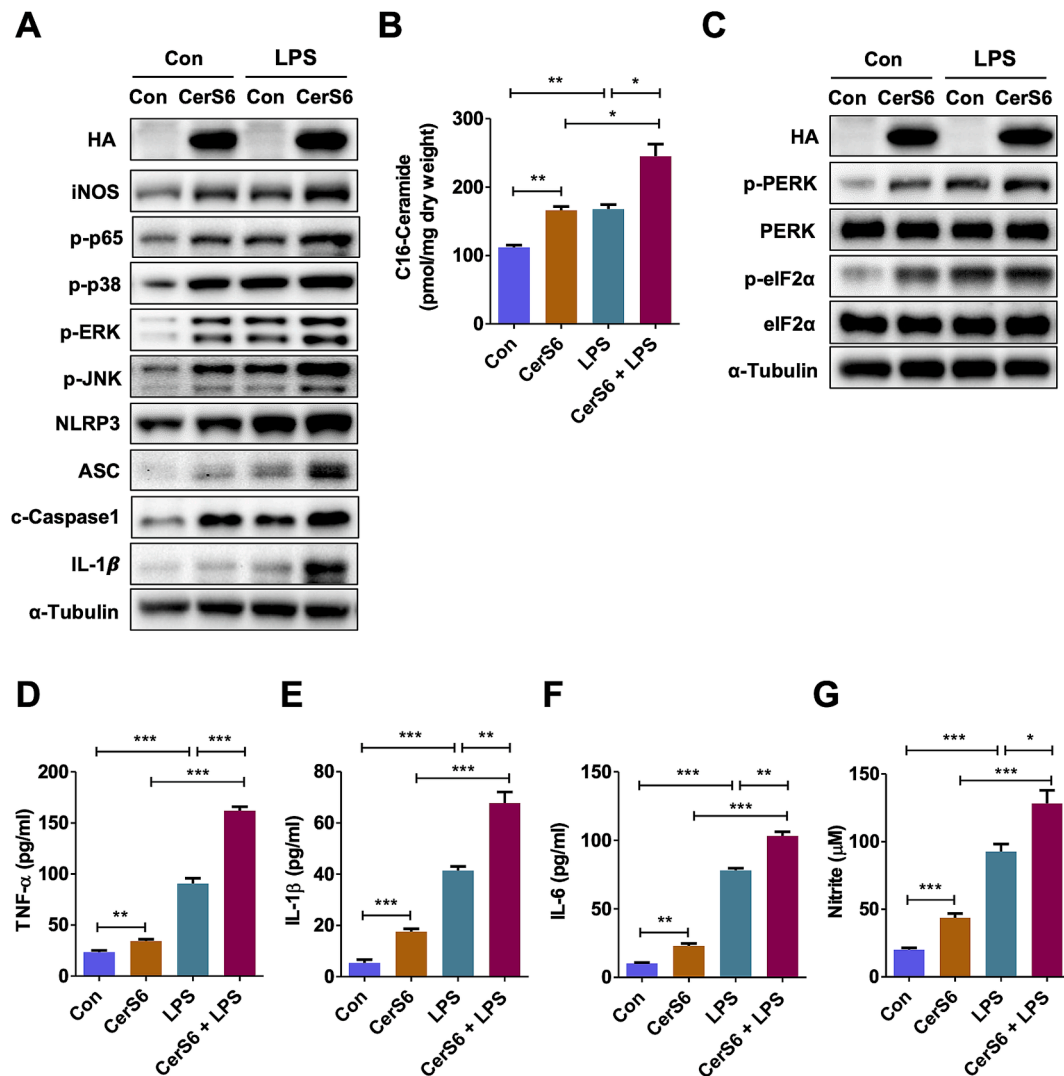 A
Con LPS
Con CerS6 Con CerS6
HA
iNOS
p-p65
p-p38
p-ERK
p-JNK
NLRP3
ASC
c-Caspase1
IL-1β
α-Tubulin
B
** *
*
**
C16-Ceramide
(pmol/mg dry weight)
300
200
100
0
Con CerS6 LPS CerS6 + LPS
C
Con LPS
Con CerS6 Con CerS6
HA
p-PERK
PERK
p-eIF2α
eIF2α
α-Tubulin
D
*** ***
***
**
TNF-α (pg/ml)
200
150
100
50
0
Con CerS6 LPS CerS6 + LPS
E
*** **
***
***
IL-1β (pg/ml)
80
60
40
20
0
Con CerS6 LPS CerS6 + LPS
F
*** **
***
**
IL-6 (pg/ml)
150
100
50
0
Con CerS6 LPS CerS6 + LPS
G
*** *
***
***
Nitrite (μM)
150
100
50
0
Con CerS6 LPS CerS6 + LPS